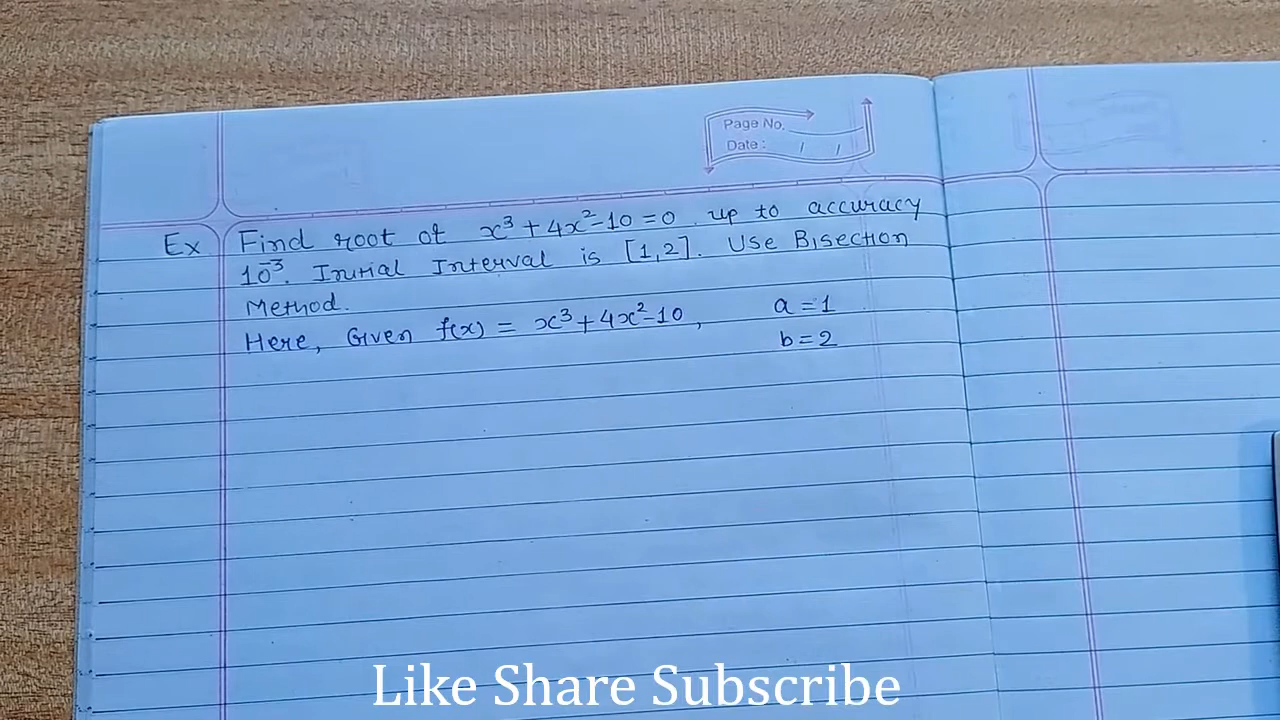 Page No.
Date : / /
Ex Find root of x³ + 4x² - 10 = 0 up to accuracy
10⁻³. Initial Interval is [1,2]. Use Bisection
Method.
Here, Given f(x) = x³ + 4x² - 10, a = 1
b = 2
Like Share Subscribe